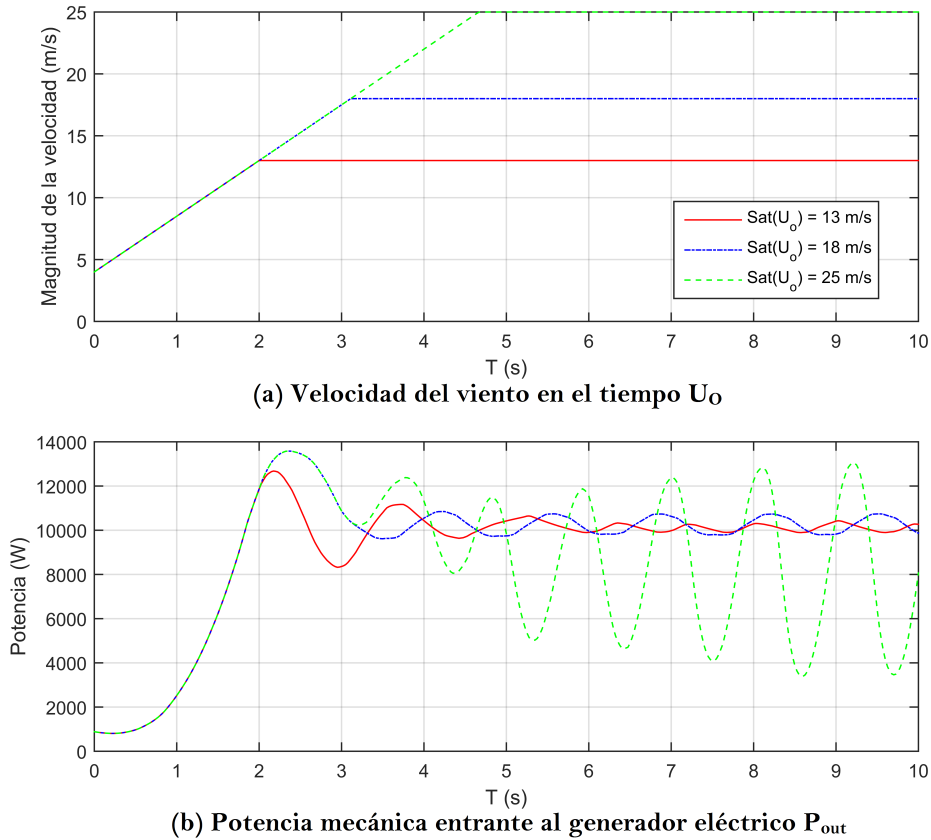 Magnitud de la velocidad (m/s)
25
20
15
10
5
0
Sat(Uo) = 13 m/s
Sat(Uo) = 18 m/s
Sat(Uo) = 25 m/s
0 1 2 3 4 5 6 7 8 9 10
T (s)
(a) Velocidad del viento en el tiempo UO
Potencia (W)
14000
12000
10000
8000
6000
4000
2000
0
0 1 2 3 4 5 6 7 8 9 10
T (s)
(b) Potencia mecánica entrante al generador eléctrico Pout